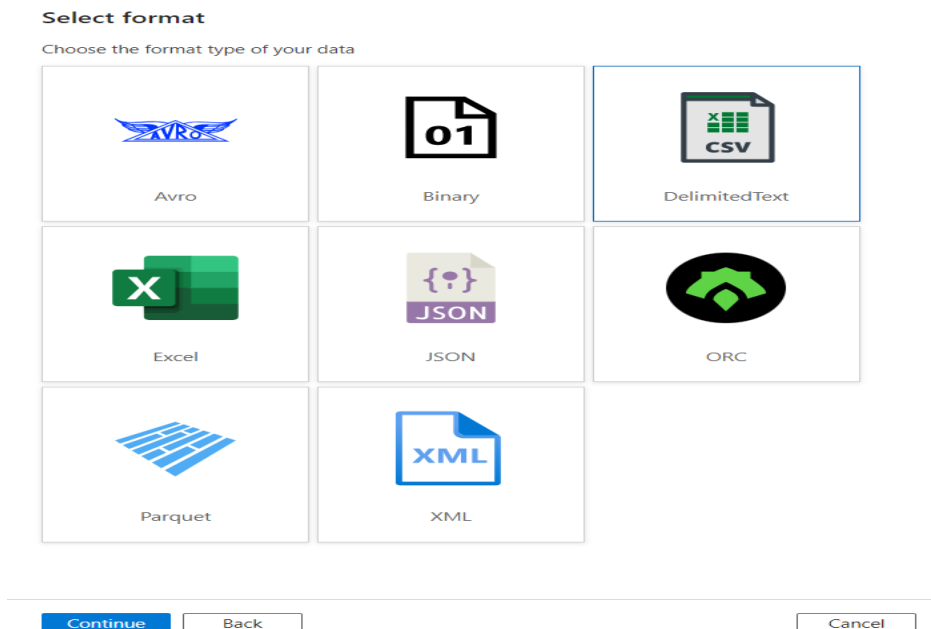 Select format
Choose the format type of your data
AVRO
01
X
CSV
Avro
Binary
DelimitedText
X
{ }
JSON
Excel
JSON
ORC
XML
Parquet
XML
Continue
Back
Cancel